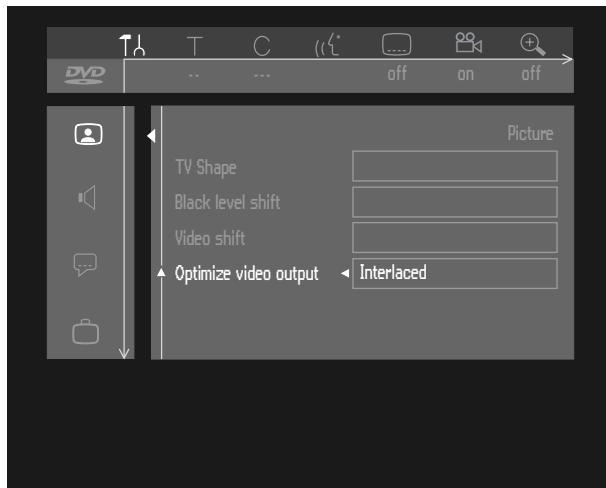 T C
DVD -- --- off on off
Picture
TV Shape
Black level shift
Video shift
Optimize video output Interlaced